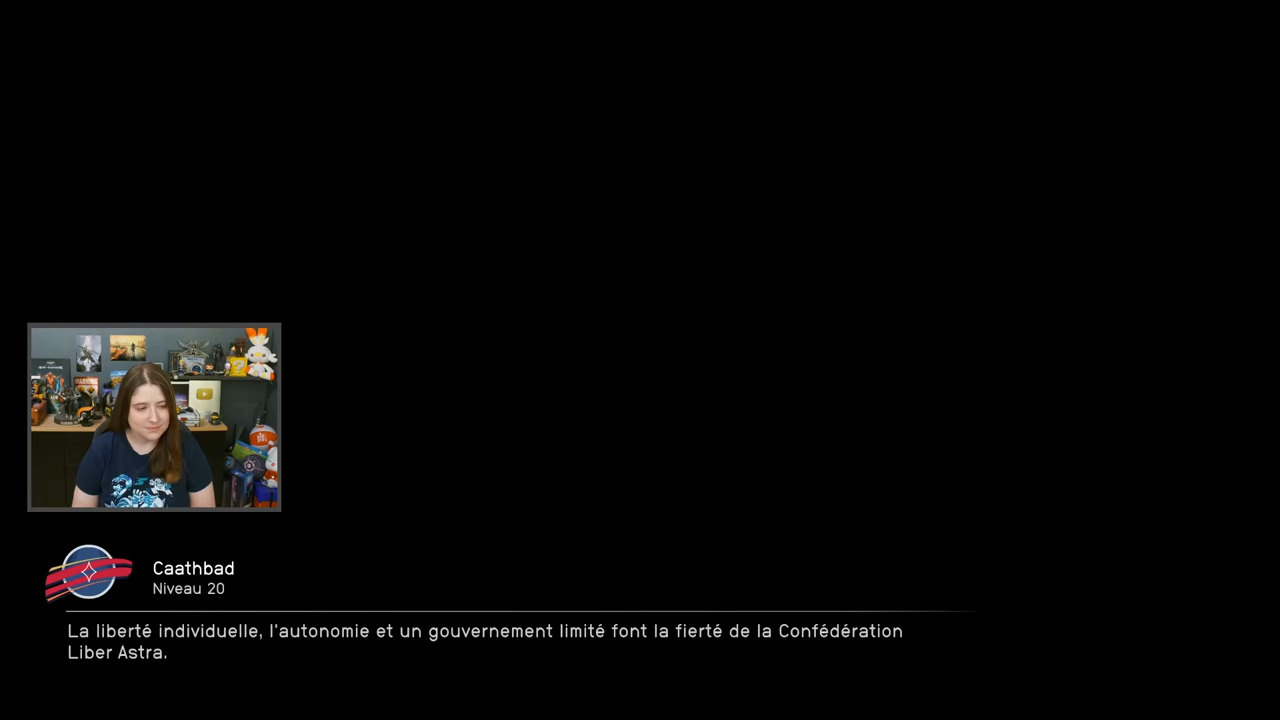 Caathbad
Niveau 20
La liberté individuelle, l'autonomie et un gouvernement limité font la fierté de la Confédération
Liber Astra.